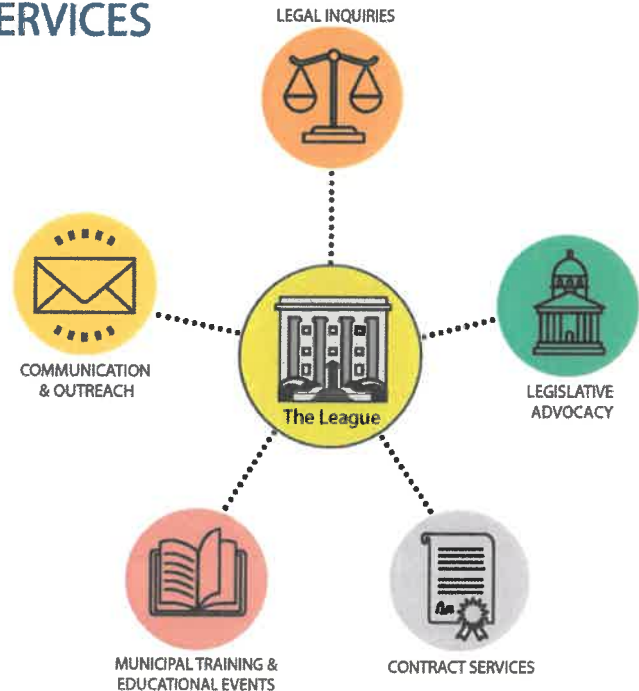 ERVICES
LEGAL INQUIRIES
COMMUNICATION
& OUTREACH
The League
LEGISLATIVE
ADVOCACY
MUNICIPAL TRAINING &
EDUCATIONAL EVENTS
CONTRACT SERVICES